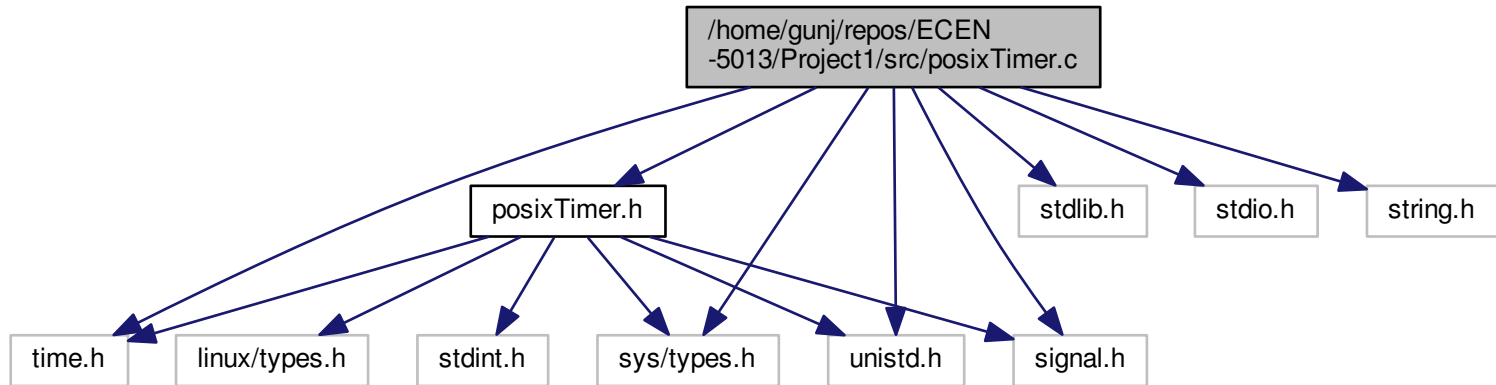 /home/gunj/repos/ECEN
-5013/Project1/src/posixTimer.c
posixTimer.h
stdlib.h
stdio.h
string.h
time.h
linux/types.h
stdint.h
sys/types.h
unistd.h
signal.h